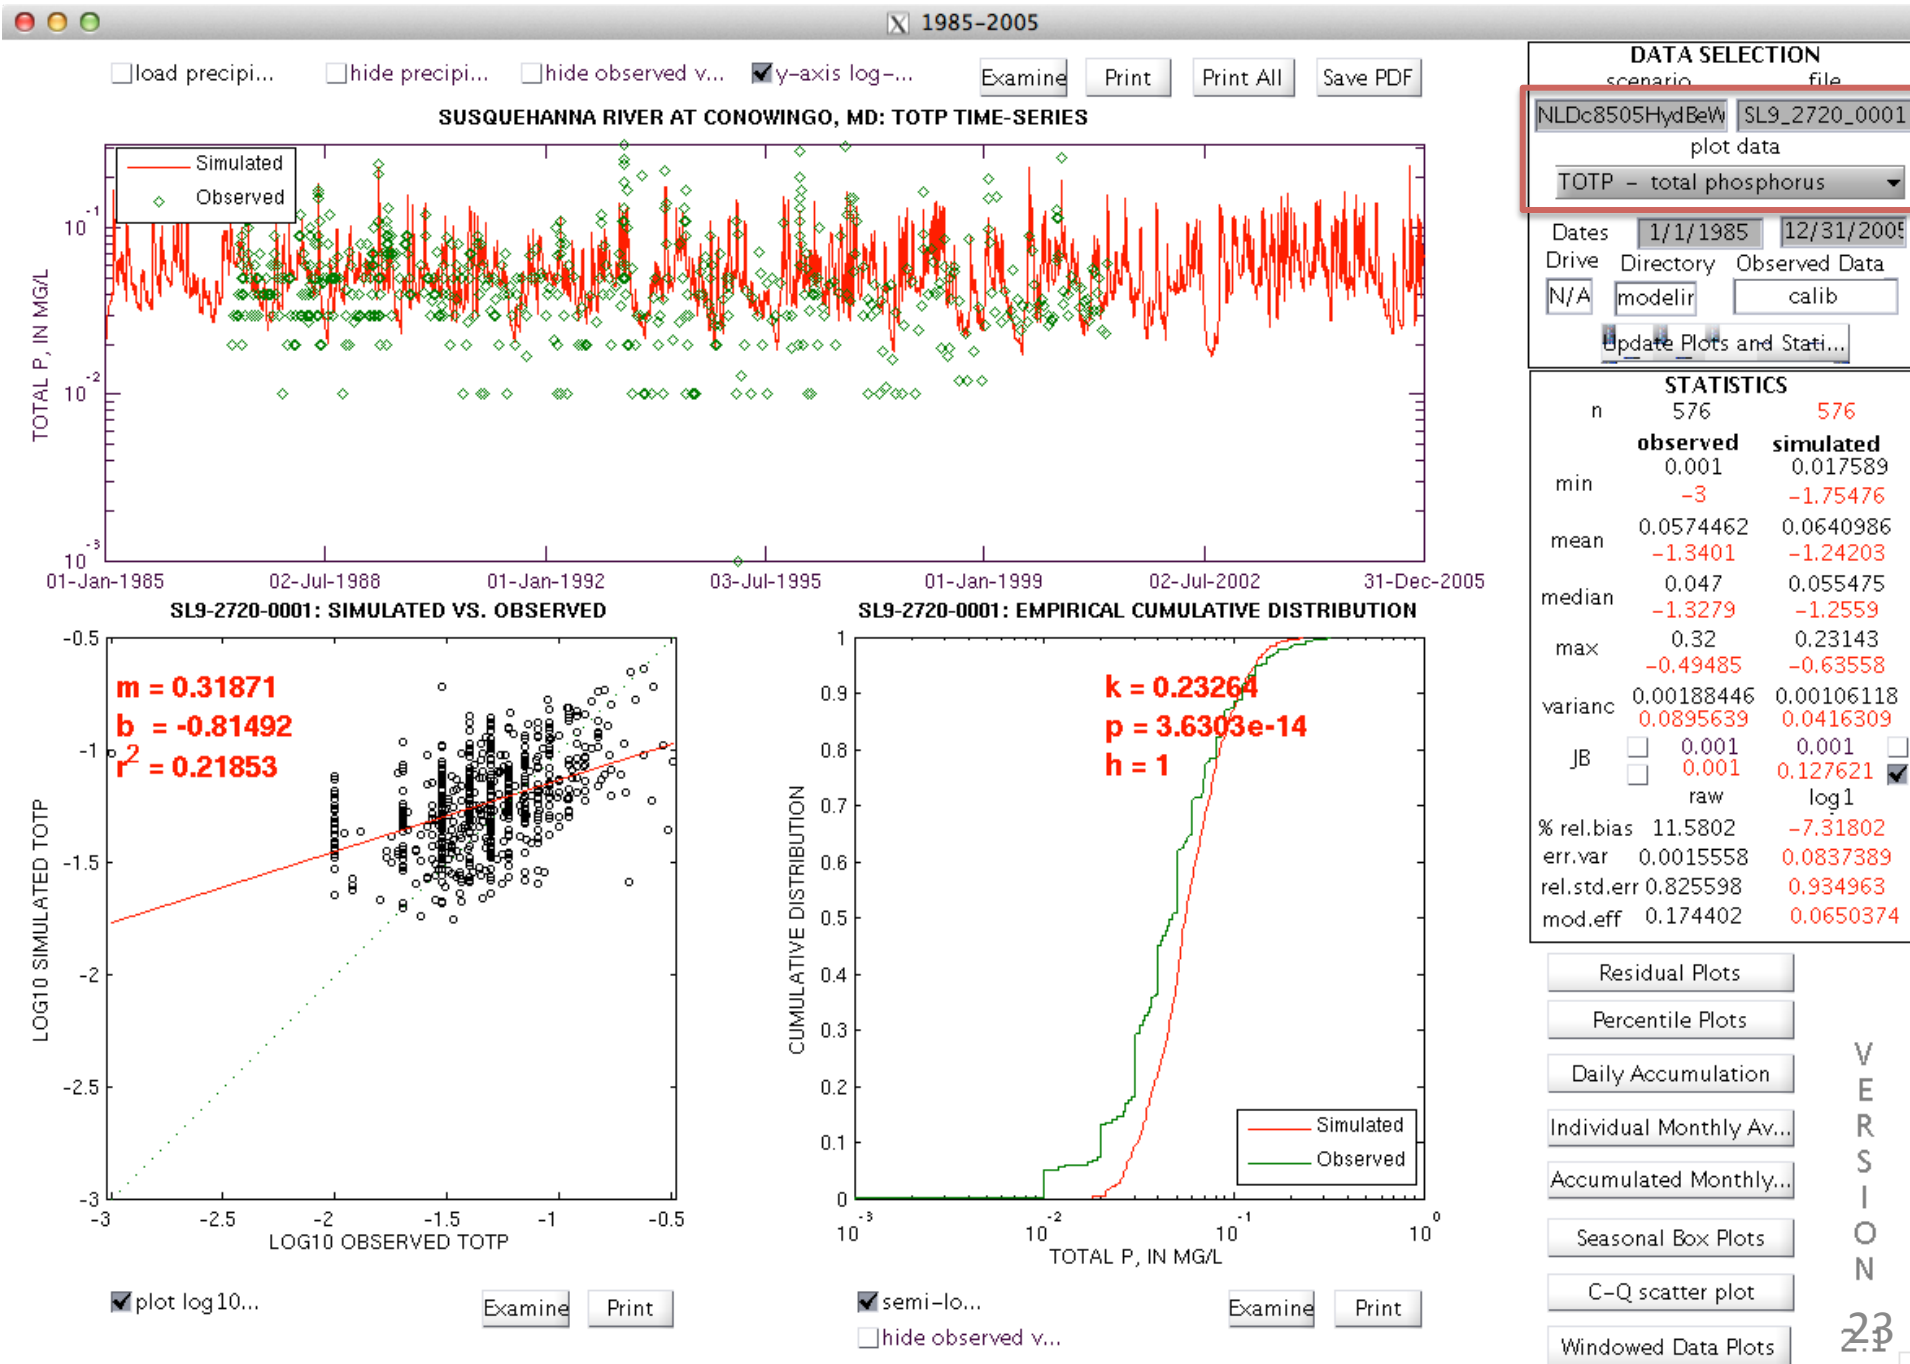 1985-2005
load precipi... hide precipi... hide observed v... y-axis log-... Examine Print Print All Save PDF
SUSQUEHANNA RIVER AT CONOWINGO, MD: TOTP TIME-SERIES
Simulated
Observed
TOTAL P, IN MG/L
10-1
10-2
10-3
01-Jan-1985 02-Jul-1988 01-Jan-1992 03-Jul-1995 01-Jan-1999 02-Jul-2002 31-Dec-2005
SL9-2720-0001: SIMULATED VS. OBSERVED
m = 0.31871
b = -0.81492
r2 = 0.21853
LOG10 SIMULATED TOTP
-0.5
-1
-1.5
-2
-2.5
-3
-3 -2.5 -2 -1.5 -1 -0.5
LOG10 OBSERVED TOTP
plot log10... Examine Print
SL9-2720-0001: EMPIRICAL CUMULATIVE DISTRIBUTION
k = 0.23264
p = 3.6303e-14
h = 1
CUMULATIVE DISTRIBUTION
1
0.9
0.8
0.7
0.6
0.5
0.4
0.3
0.2
0.1
0
Simulated
Observed
10-3 10-2 10-1 100
TOTAL P, IN MG/L
semi-lo... Examine Print
hide observed v...
DATA SELECTION
scenario file
NLDc8505HydBeW SL9_2720_0001
plot data
TOTP - total phosphorus
Dates 1/1/1985 12/31/2005
Drive Directory Observed Data
N/A modelir calib
Update Plots and Stati...
STATISTICS
n 576 576
observed simulated
min 0.001 0.017589
-3 -1.75476
mean 0.0574462 0.0640986
-1.3401 -1.24203
median 0.047 0.055475
-1.3279 -1.2559
max 0.32 0.23143
-0.49485 -0.63558
varianc 0.00188446 0.00106118
0.0895639 0.0416309
JB 0.001 0.001
0.001 0.127621
raw log1
% rel.bias 11.5802 -7.31802
err.var 0.0015558 0.0837389
rel.std.err 0.825598 0.934963
mod.eff 0.174402 0.0650374
Residual Plots
Percentile Plots
Daily Accumulation
Individual Monthly Av...
Accumulated Monthly...
Seasonal Box Plots
C-Q scatter plot
Windowed Data Plots
VERSION
23